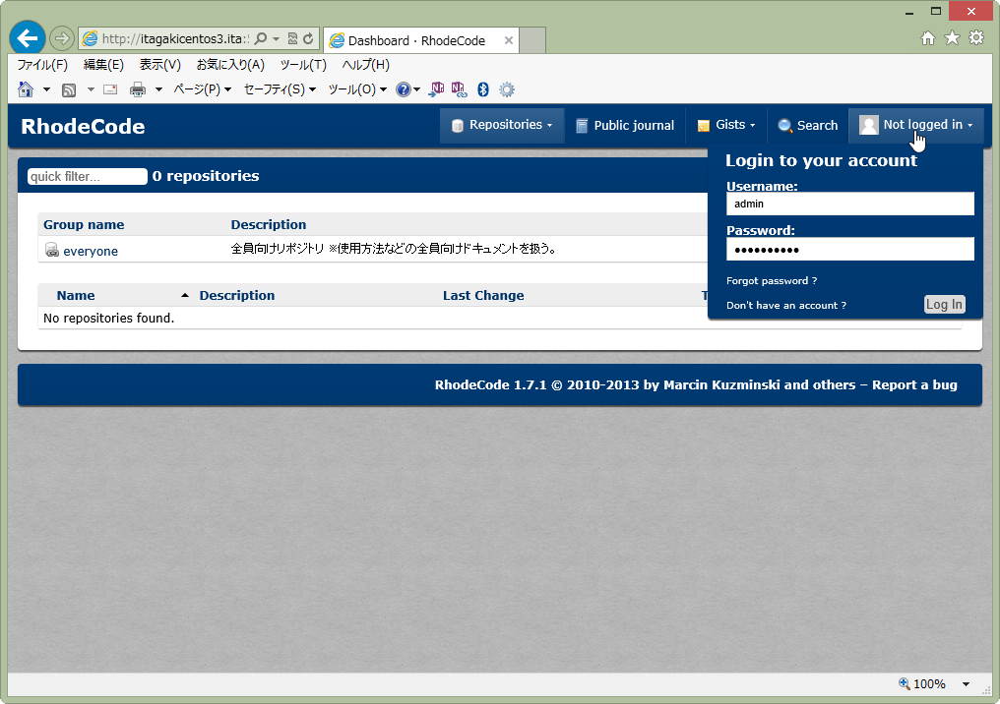 http://itagakicentos3.ita:
Dashboard · RhodeCode
ファイル(F) 編集(E) 表示(V) お気に入り(A) ツール(T) ヘルプ(H)
ページ(P) セーフティ(S) ツール(O)
RhodeCode
Repositories
Public journal
Gists
Search
Not logged in
Login to your account
Username:
admin
Password:
••••••••••
Forgot password ?
Don't have an account ?
Log In
quick filter... 0 repositories
Group name Description
everyone 全員向けリポジトリ ※使用方法などの全員向けドキュメントを扱う。
Name Description Last Change T
No repositories found.
RhodeCode 1.7.1 © 2010-2013 by Marcin Kuzminski and others – Report a bug
100%